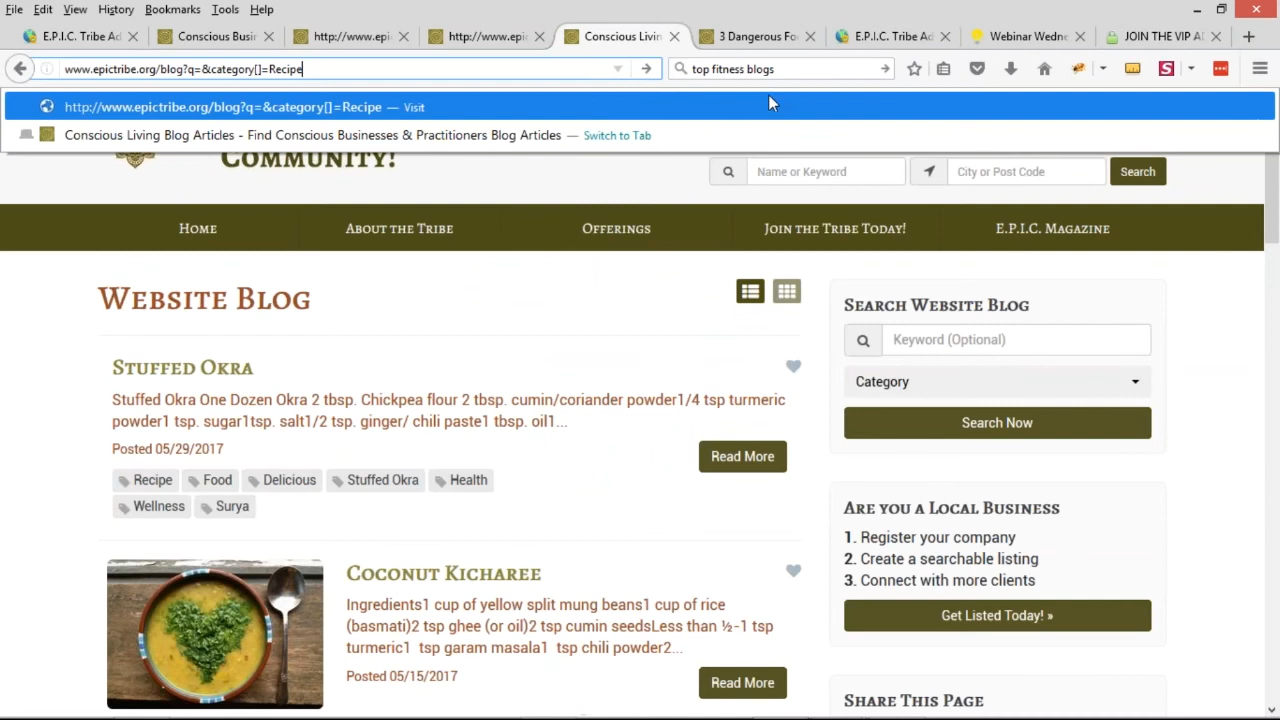 File Edit View History Bookmarks Tools Help
E.P.I.C. Tribe Ad
Conscious Busin
http://www.epic
http://www.epic
Conscious Livin
3 Dangerous Fo
E.P.I.C. Tribe Ad
Webinar Wedne
JOIN THE VIP A
www.epictribe.org/blog?q=&category[]=Recipe
top fitness blogs
http://www.epictribe.org/blog?q=&category[]=Recipe — Visit
Conscious Living Blog Articles - Find Conscious Businesses & Practitioners Blog Articles — Switch to Tab
Community!
Name or Keyword
City or Post Code
Search
Home
About the Tribe
Offerings
Join the Tribe Today!
E.P.I.C. Magazine
Website Blog
Stuffed Okra
Stuffed Okra One Dozen Okra 2 tbsp. Chickpea flour 2 tbsp. cumin/coriander powder1/4 tsp turmeric
powder1 tsp. sugar1tsp. salt1/2 tsp. ginger/ chili paste1 tbsp. oil1...
Posted 05/29/2017
Read More
Recipe Food Delicious Stuffed Okra Health
Wellness Surya
Coconut Kicharee
Ingredients1 cup of yellow split mung beans1 cup of rice
(basmati)2 tsp ghee (or oil)2 tsp cumin seedsLess than ½-1 tsp
turmeric1 tsp garam masala1 tsp chili powder2...
Posted 05/15/2017
Read More
Search Website Blog
Keyword (Optional)
Category
Search Now
Are you a Local Business
1. Register your company
2. Create a searchable listing
3. Connect with more clients
Get Listed Today! »
Share This Page